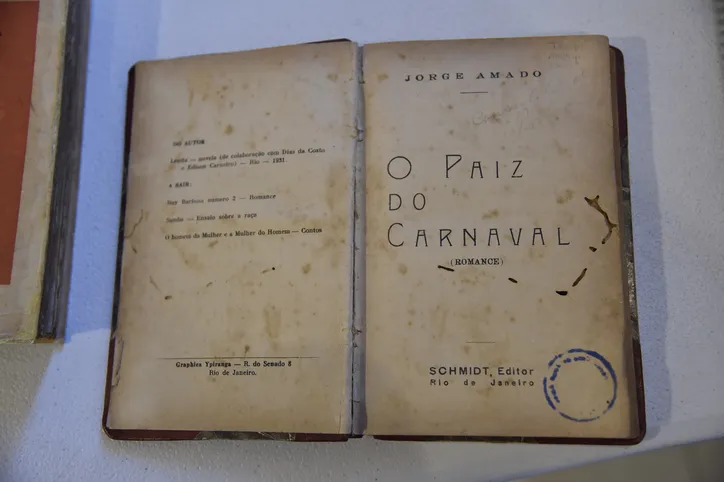 DO AUTOR
Lenita — novela (de colaboração com Dias da Costa
e Edison Carneiro) — Rio — 1931.
A SAIR:
Ruy Barbosa numero 2 — Romance
Samba — Ensaio sobre a raça
O homem da Mulher e a Mulher do Homem — Contos
Graphica Ypiranga — R. do Senado 8
Rio de Janeiro.
JORGE AMADO
O PAIZ
DO
CARNAVAL
(ROMANCE)
SCHMIDT, Editor
Rio de Janeiro